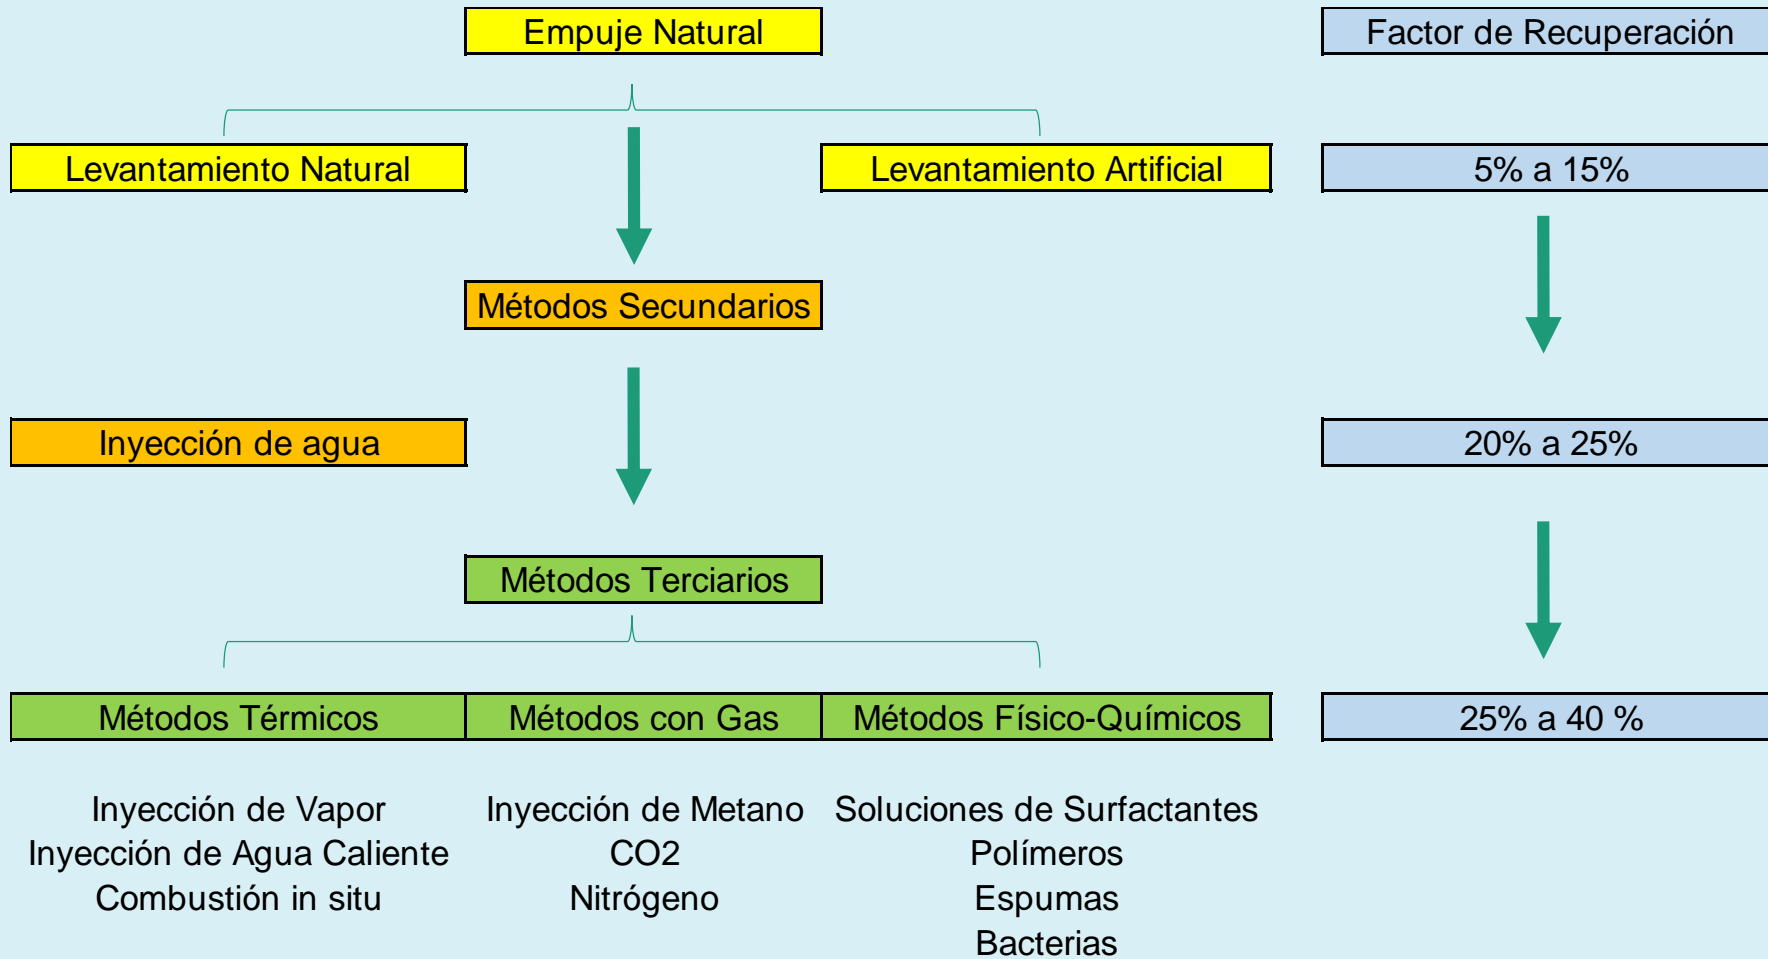 Empuje Natural
Factor de Recuperación
Levantamiento Natural
Levantamiento Artificial
5% a 15%
Métodos Secundarios
Inyección de agua
20% a 25%
Métodos Terciarios
Métodos Térmicos
Métodos con Gas
Métodos Físico-Químicos
25% a 40 %
Inyección de Vapor
Inyección de Metano
Soluciones de Surfactantes
Inyección de Agua Caliente
CO2
Polímeros
Combustión in situ
Nitrógeno
Espumas
Bacterias